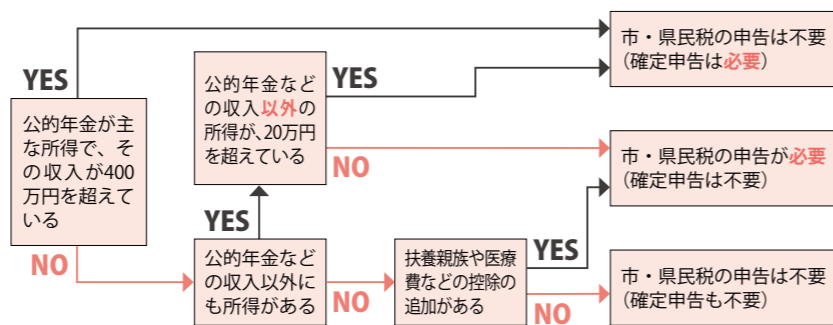 YES
公的年金が主
な所得で、そ
の収入が400
万円を超えて
いる
NO
公的年金など
の収入以外の
所得が、20万円
を超えている
YES
NO
YES
公的年金など
の収入以外に
も所得がある
NO
扶養親族や医療
費などの控除の
追加がある
YES
NO
市・県民税の申告は不要
（確定申告は必要）
市・県民税の申告が必要
（確定申告は不要）
市・県民税の申告は不要
（確定申告も不要）